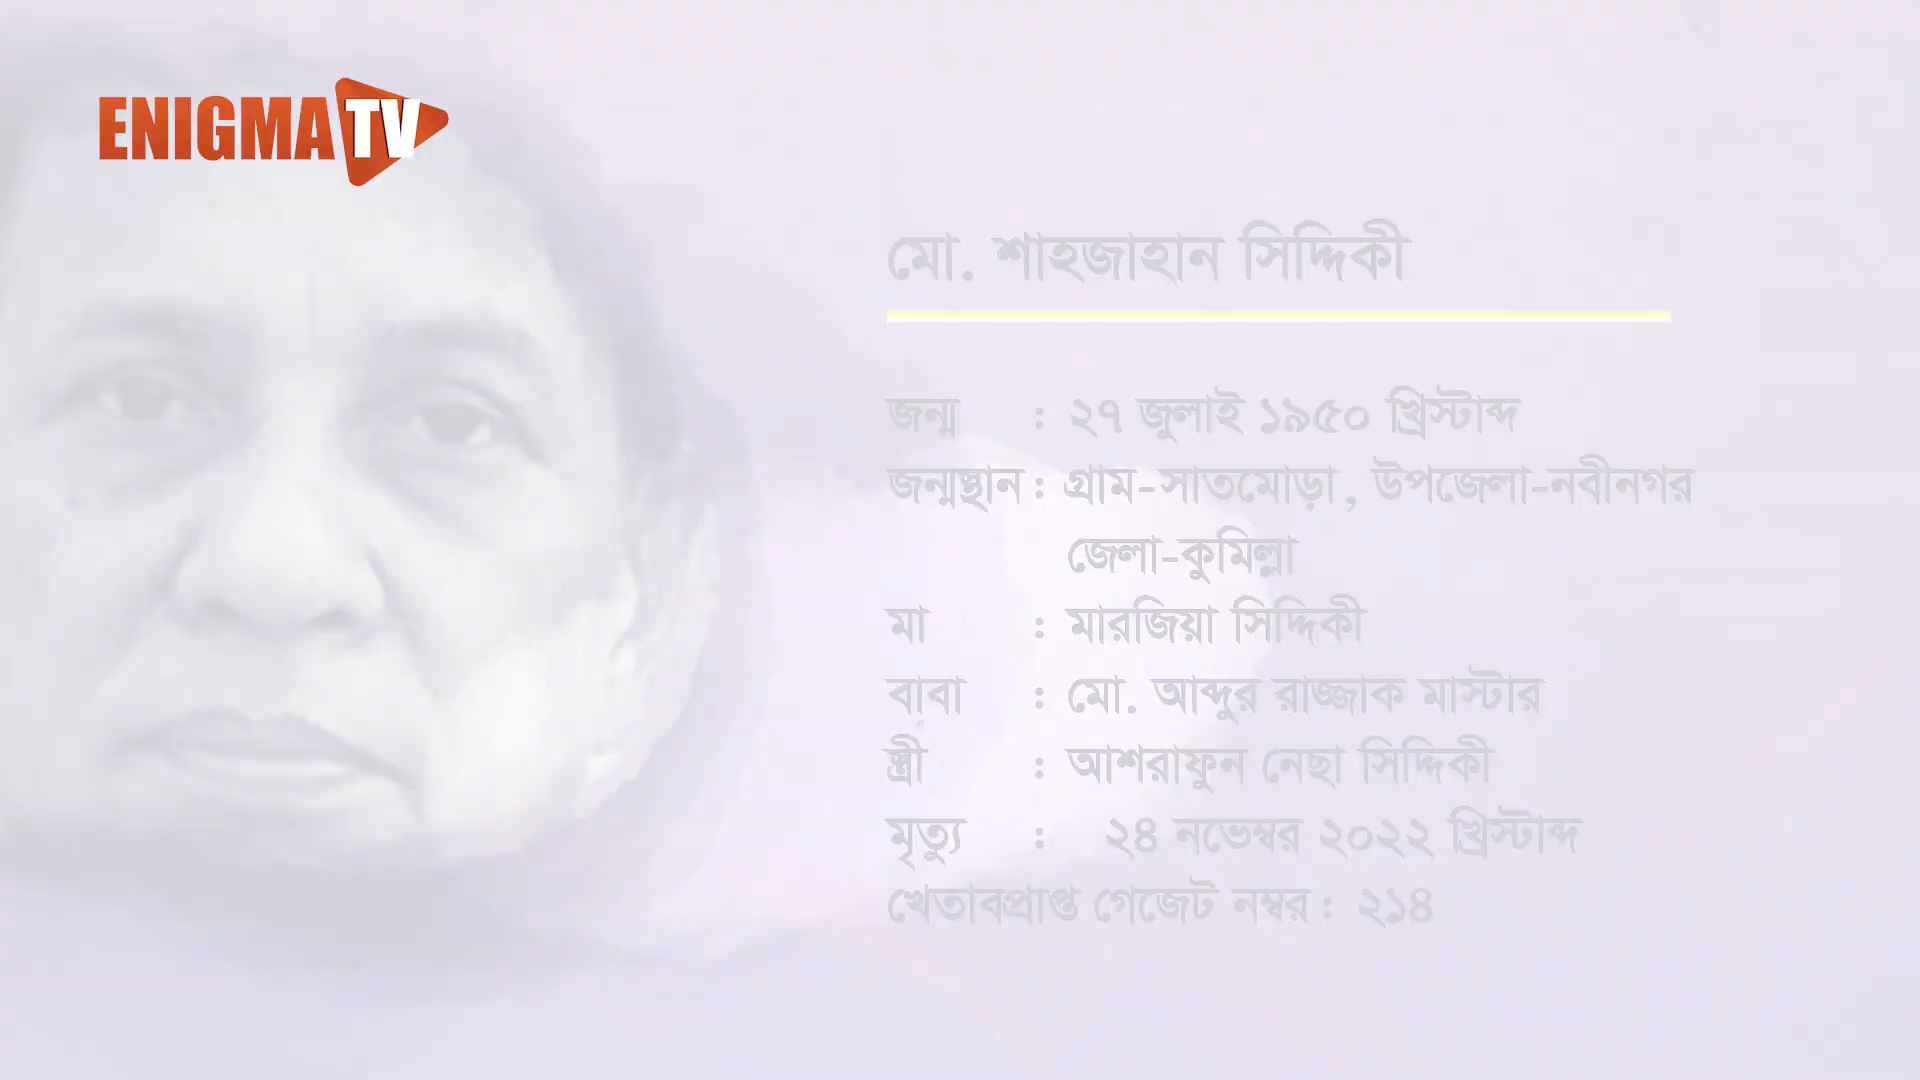 ENIGMA TV
মো. শাহজাহান সিদ্দিকী
জন্ম : ২৭ জুলাই ১৯৫০ খ্রিস্টাব্দ
জন্মস্থান : গ্রাম-সাতমোড়া, উপজেলা-নবীনগর
জেলা-কুমিল্লা
মা : মারজিয়া সিদ্দিকী
বাবা : মো. আব্দুর রাজ্জাক মাস্টার
স্ত্রী : আশরাফুন নেছা সিদ্দিকী
মৃত্যু : ২৪ নভেম্বর ২০২২ খ্রিস্টাব্দ
খেতাবপ্রাপ্ত গেজেট নম্বর : ২১৪